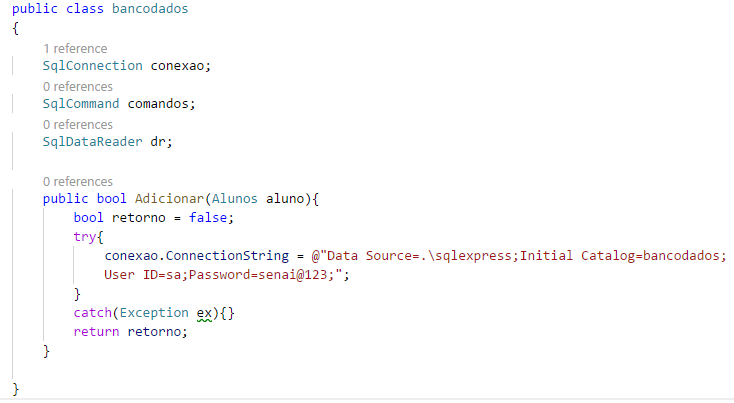 public class bancodados
{
1 reference
SqlConnection conexao;
0 references
SqlCommand comandos;
0 references
SqlDataReader dr;
0 references
public bool Adicionar(Alunos aluno){
bool retorno = false;
try{
conexao.ConnectionString = @"Data Source=.\sqlexpress;Initial Catalog=bancodados;
User ID=sa;Password=senai@123;";
}
catch(Exception ex){}
return retorno;
}
}